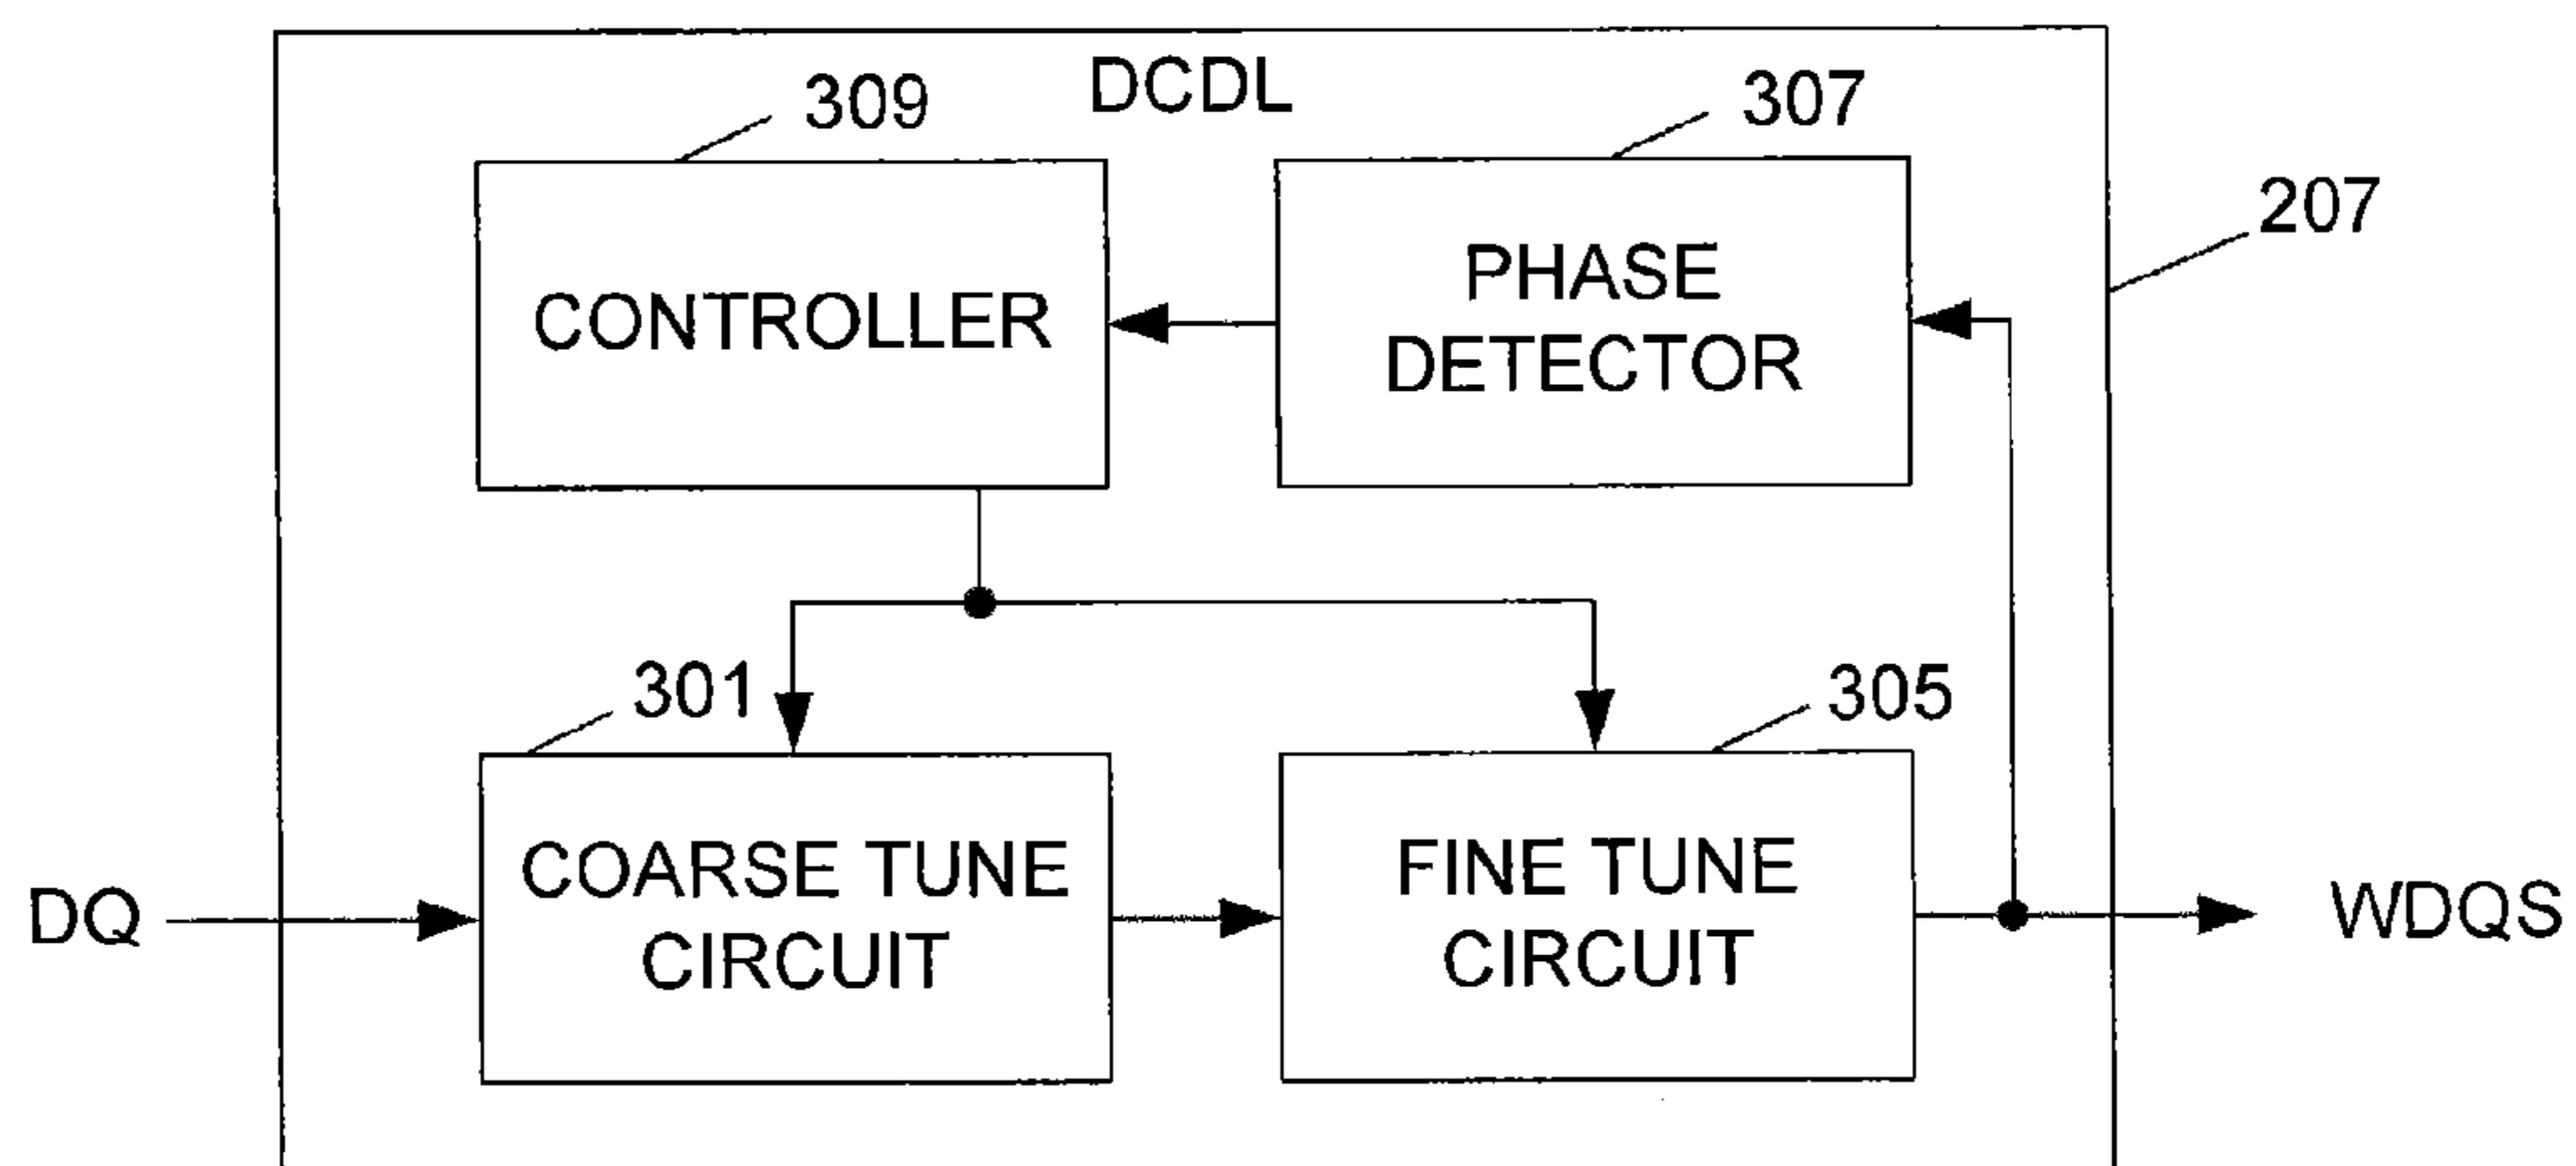 DCDL
309
307
207
CONTROLLER
PHASE
DETECTOR
301
305
DQ
COARSE TUNE
CIRCUIT
FINE TUNE
CIRCUIT
WDQS